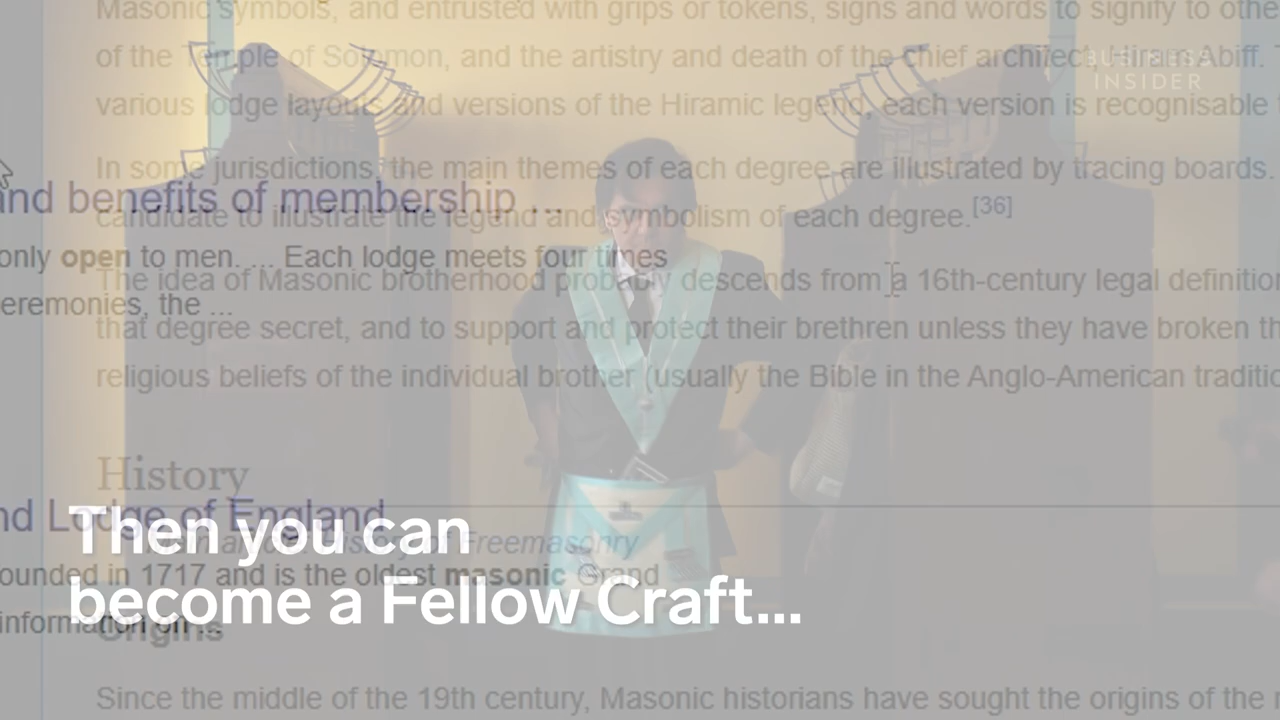 Masonic symbols, and entrusted with grips or tokens, signs and words to signify to othe
of the Temple of Solomon, and the artistry and death of the chief architect Hiram Abiff.
BUSINESS
INSIDER
various lodge layouts and versions of the Hiramic legend, each version is recognisable
In some jurisdictions, the main themes of each degree are illustrated by tracing boards.
and benefits of membership ...
candidate to illustrate the legend and symbolism of each degree.[36]
only open to men. ... Each lodge meets four times
The idea of Masonic brotherhood probably descends from a 16th-century legal definition
eremonies, the ...
that degree secret, and to support and protect their brethren unless they have broken th
religious beliefs of the individual brother (usually the Bible in the Anglo-American traditio
History
nd Lodge of England
Then you can
Main article: History of Freemasonry
ounded in 1717 and is the oldest masonic Grand
become a Fellow Craft...
information on ...
Origins
Since the middle of the 19th century, Masonic historians have sought the origins of the